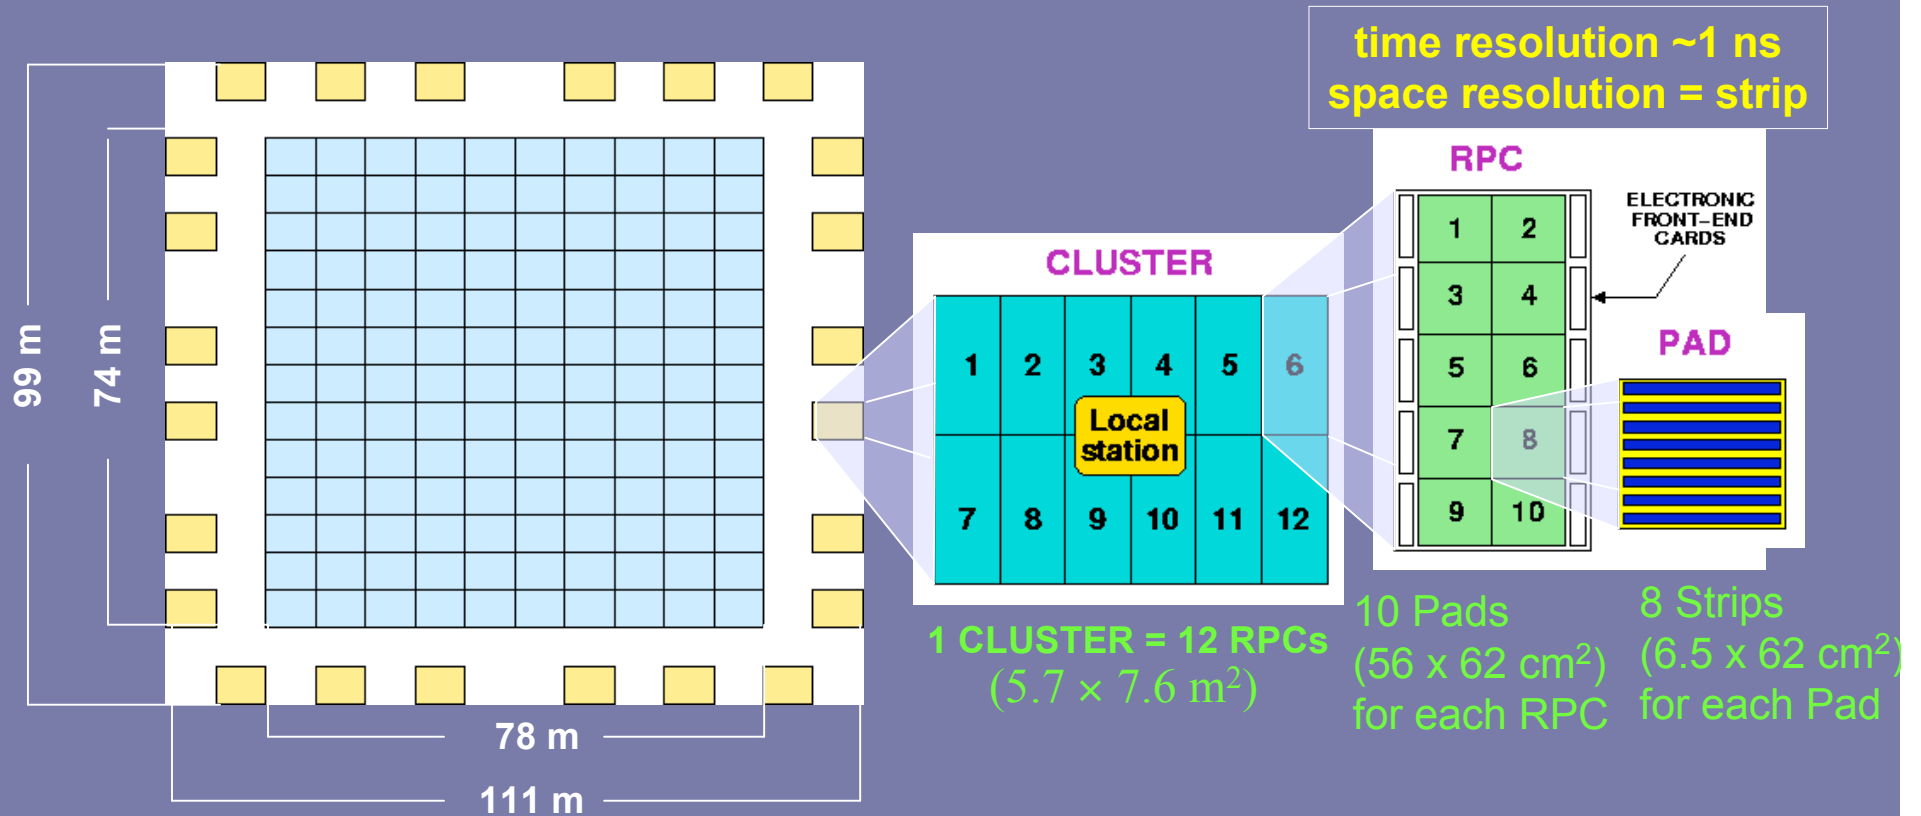 time resolution ~1 ns
space resolution = strip
99 m
74 m
78 m
111 m
CLUSTER
1 2 3 4 5 6
Local
station
7 8 9 10 11 12
1 CLUSTER = 12 RPCs
(5.7 × 7.6 m²)
RPC
ELECTRONIC
FRONT-END
CARDS
1 2
3 4
5 6
7 8
9 10
10 Pads
(56 x 62 cm²)
for each RPC
PAD
8 Strips
(6.5 x 62 cm²)
for each Pad